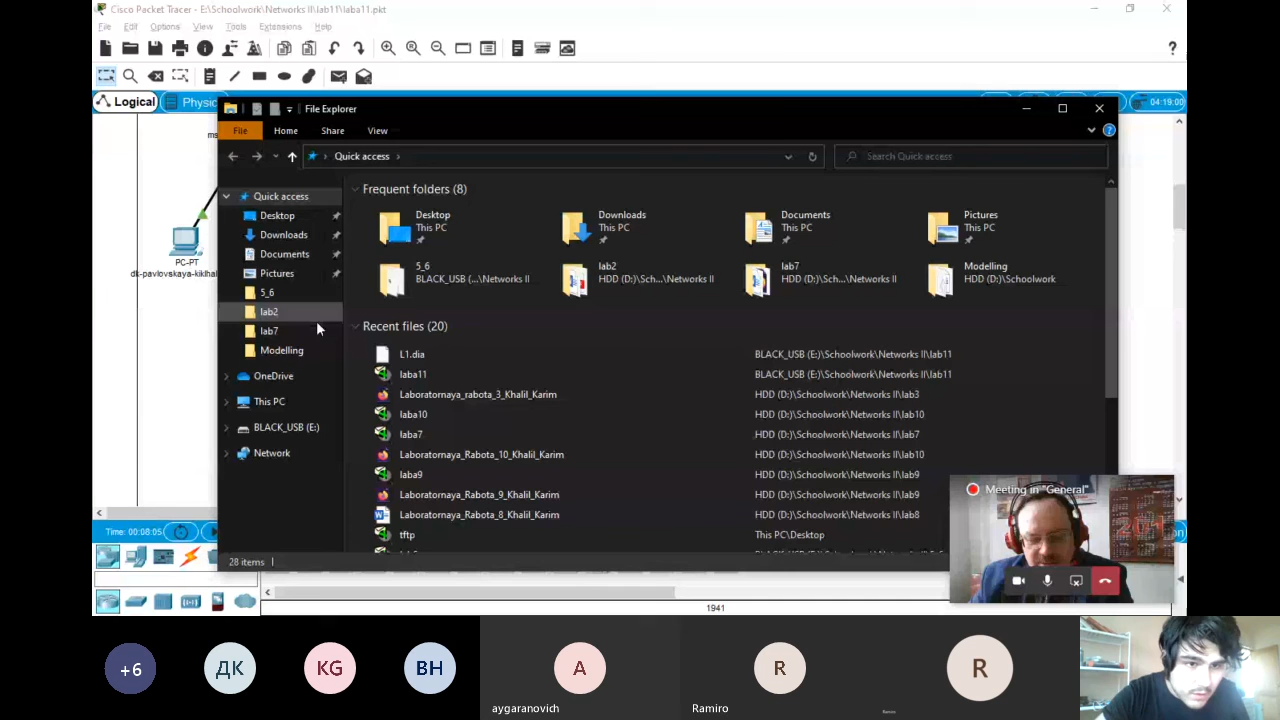 Cisco Packet Tracer - E:\Schoolwork\Networks II\lab11\laba11.pkt
File Edit Options View Tools Extensions Help
?
Logical
Physic
04:19:00
File Explorer
File Home Share View
Quick access
Search Quick access
Quick access
Desktop
Downloads
Documents
Pictures
5_6
lab2
lab7
Modelling
OneDrive
This PC
BLACK_USB (E:)
Network
Frequent folders (8)
Desktop
This PC
Downloads
This PC
Documents
This PC
Pictures
This PC
5_6
BLACK_USB (...\Networks II
lab2
HDD (D:)\Sch...\Networks II
lab7
HDD (D:)\Sch...\Networks II
Modelling
HDD (D:)\Schoolwork
Recent files (20)
L1.dia BLACK_USB (E:)\Schoolwork\Networks II\lab11
laba11 BLACK_USB (E:)\Schoolwork\Networks II\lab11
Laboratornaya_rabota_3_Khalil_Karim HDD (D:)\Schoolwork\Networks II\lab3
laba10 HDD (D:)\Schoolwork\Networks II\lab10
laba7 HDD (D:)\Schoolwork\Networks II\lab7
Laboratornaya_Rabota_10_Khalil_Karim HDD (D:)\Schoolwork\Networks II\lab10
laba9 HDD (D:)\Schoolwork\Networks II\lab9
Laboratornaya_Rabota_9_Khalil_Karim HDD (D:)\Schoolwork\Networks II\lab9
Laboratornaya_Rabota_8_Khalil_Karim HDD (D:)\Schoolwork\Networks II\lab8
tftp This PC\Desktop
28 items
PC-PT
Time: 00:08:05
1941
Meeting in "General"
+6
ДК
KG
BH
A
R
R
aygaranovich
Ramiro
Ramiro